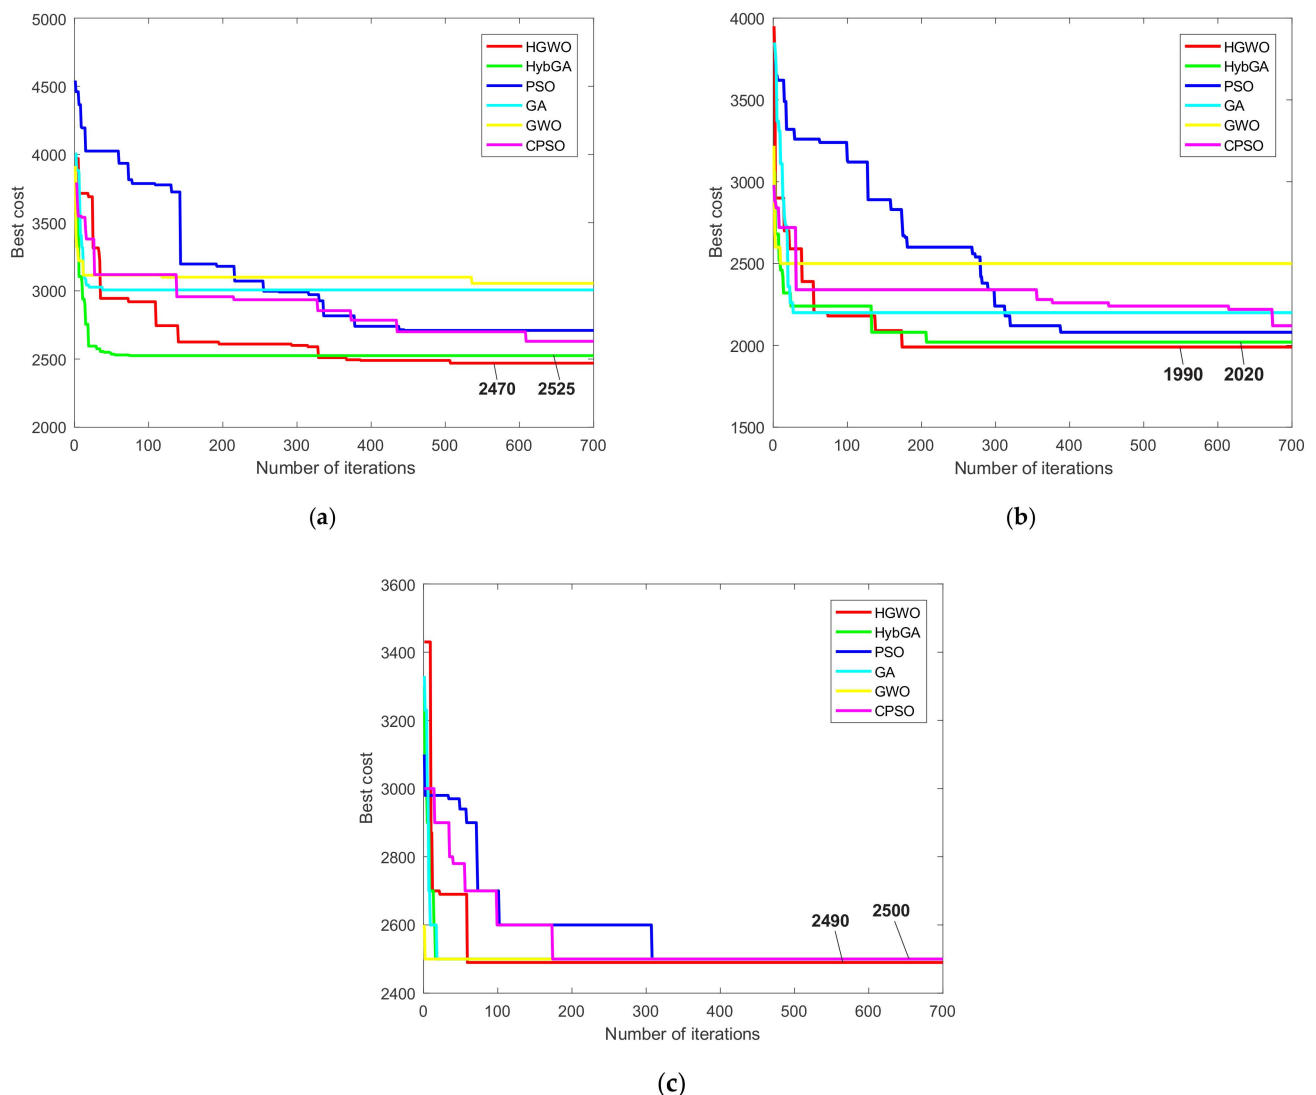 5000
4500
4000
3500
3000
2500
2000
Best cost
0 100 200 300 400 500 600 700
Number of iterations
HGWO
HybGA
PSO
GA
GWO
CPSO
2470 2525
(a)
4000
3500
3000
2500
2000
1500
Best cost
0 100 200 300 400 500 600 700
Number of iterations
HGWO
HybGA
PSO
GA
GWO
CPSO
1990 2020
(b)
3600
3400
3200
3000
2800
2600
2400
Best cost
0 100 200 300 400 500 600 700
Number of iterations
HGWO
HybGA
PSO
GA
GWO
CPSO
2490 2500
(c)